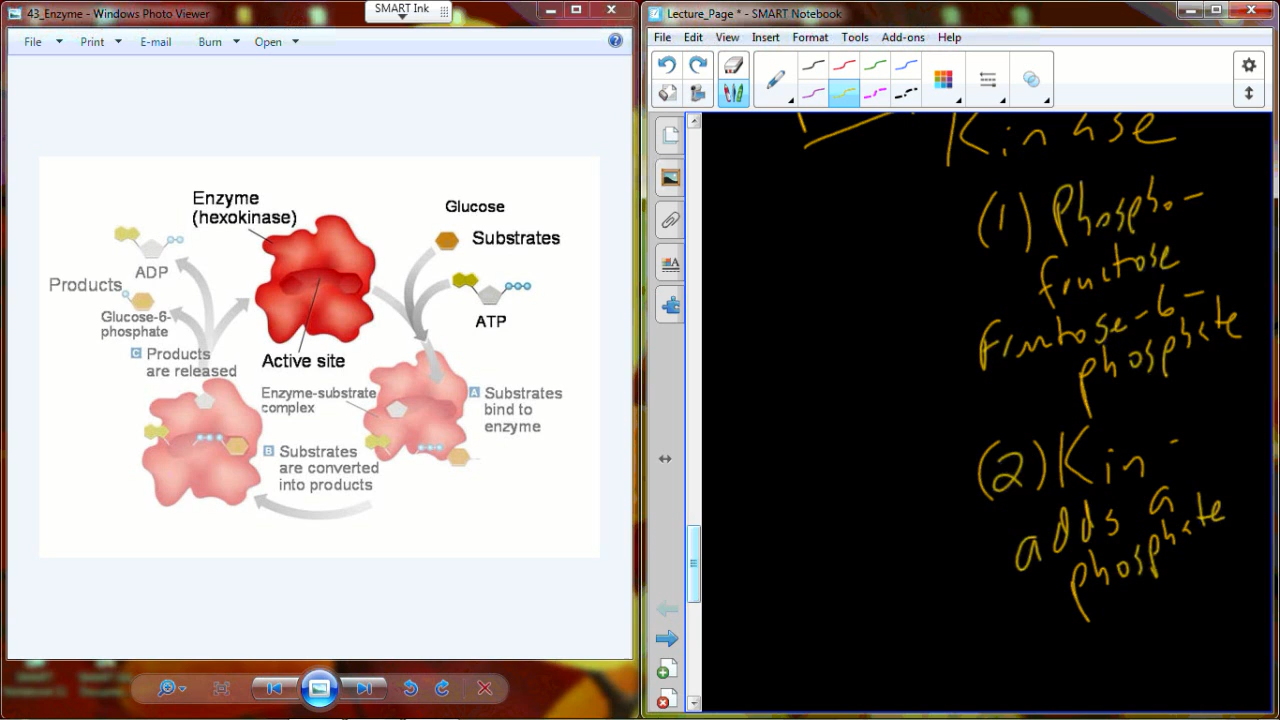 43_Enzyme - Windows Photo Viewer
SMART Ink
File Print E-mail Burn Open
Enzyme
(hexokinase)
Glucose
Substrates
ADP
Products
Glucose-6-
phosphate
ATP
C Products
are released
Active site
Enzyme-substrate
complex
A Substrates
bind to
enzyme
B Substrates
are converted
into products
Lecture_Page * - SMART Notebook
File Edit View Insert Format Tools Add-ons Help
Kinase
(1) Phospho-
fructose
fructose-6-
phosphate
(2) Kin-
adds a
phosphate